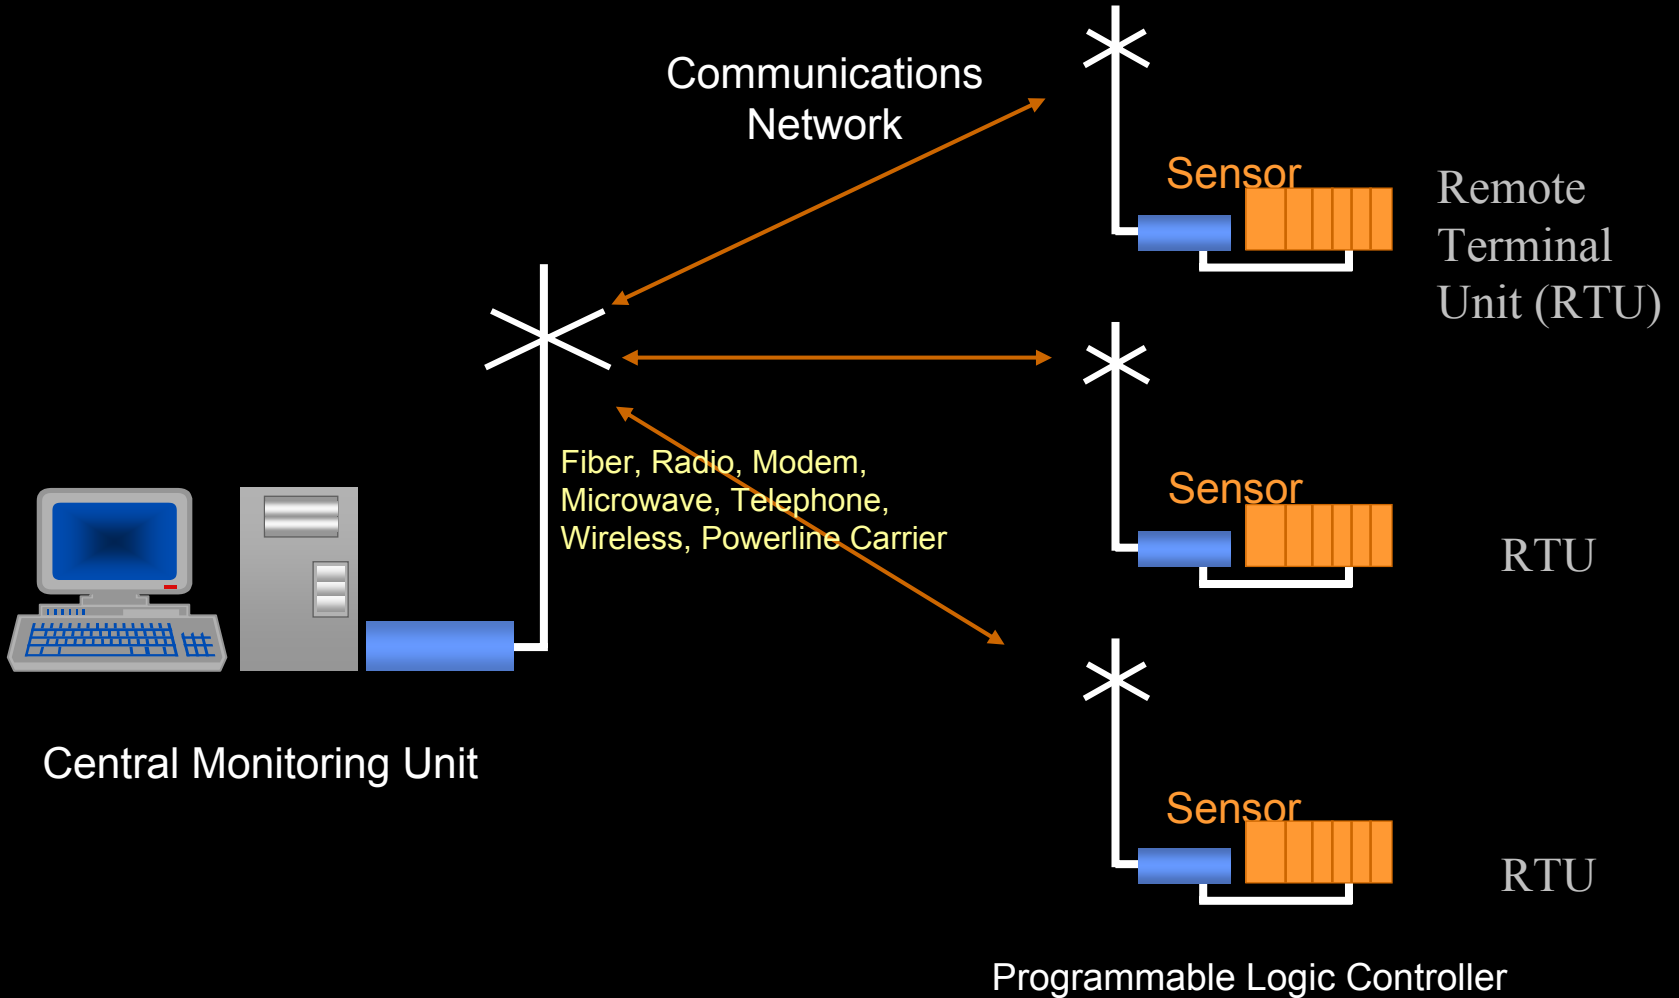 Communications
Network
Sensor
Remote
Terminal
Unit (RTU)
Fiber, Radio, Modem,
Microwave, Telephone,
Wireless, Powerline Carrier
Sensor
RTU
Central Monitoring Unit
Sensor
RTU
Programmable Logic Controller